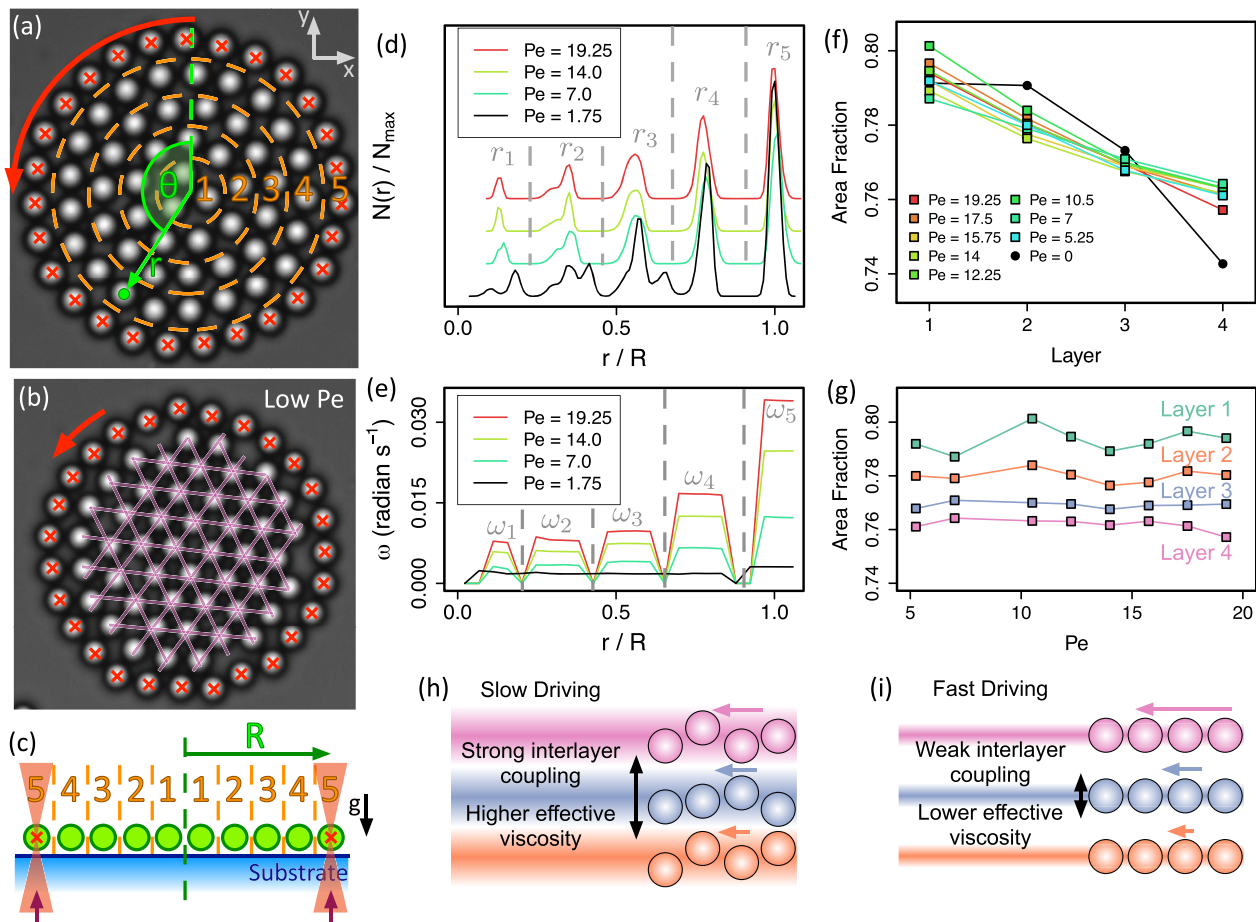 (a)
y
x
θ
r
1 2 3 4 5
(b)
Low Pe
(c)
R
5 4 3 2 1 1 2 3 4 5
g
Substrate
(d)
Pe = 19.25
Pe = 14.0
Pe = 7.0
Pe = 1.75
r1 r2 r3 r4 r5
N(r) / Nmax
0.0 0.5 1.0
r / R
(e)
Pe = 19.25
Pe = 14.0
Pe = 7.0
Pe = 1.75
ω1 ω2 ω3 ω4 ω5
ω (radian s⁻¹)
0.030
0.015
0.000
0.0 0.5 1.0
r / R
(f)
Area Fraction
0.80
0.78
0.76
0.74
Pe = 19.25
Pe = 17.5
Pe = 15.75
Pe = 14
Pe = 12.25
Pe = 10.5
Pe = 7
Pe = 5.25
Pe = 0
1 2 3 4
Layer
(g)
Area Fraction
0.80
0.78
0.76
0.74
Layer 1
Layer 2
Layer 3
Layer 4
5 10 15 20
Pe
(h)
Slow Driving
Strong interlayer
coupling
Higher effective
viscosity
(i)
Fast Driving
Weak interlayer
coupling
Lower effective
viscosity